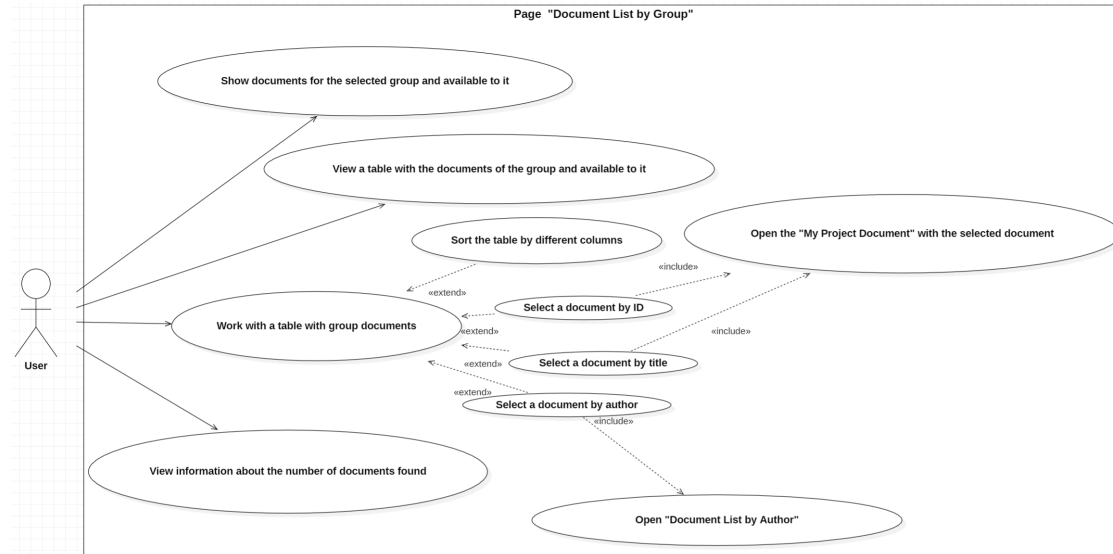 Page "Document List by Group"
Show documents for the selected group and available to it
View a table with the documents of the group and available to it
Sort the table by different columns
Open the "My Project Document" with the selected document
«include»
«extend»
Select a document by ID
Work with a table with group documents
«extend»
«include»
User
Select a document by title
«extend»
«extend»
Select a document by author
«include»
View information about the number of documents found
Open "Document List by Author"